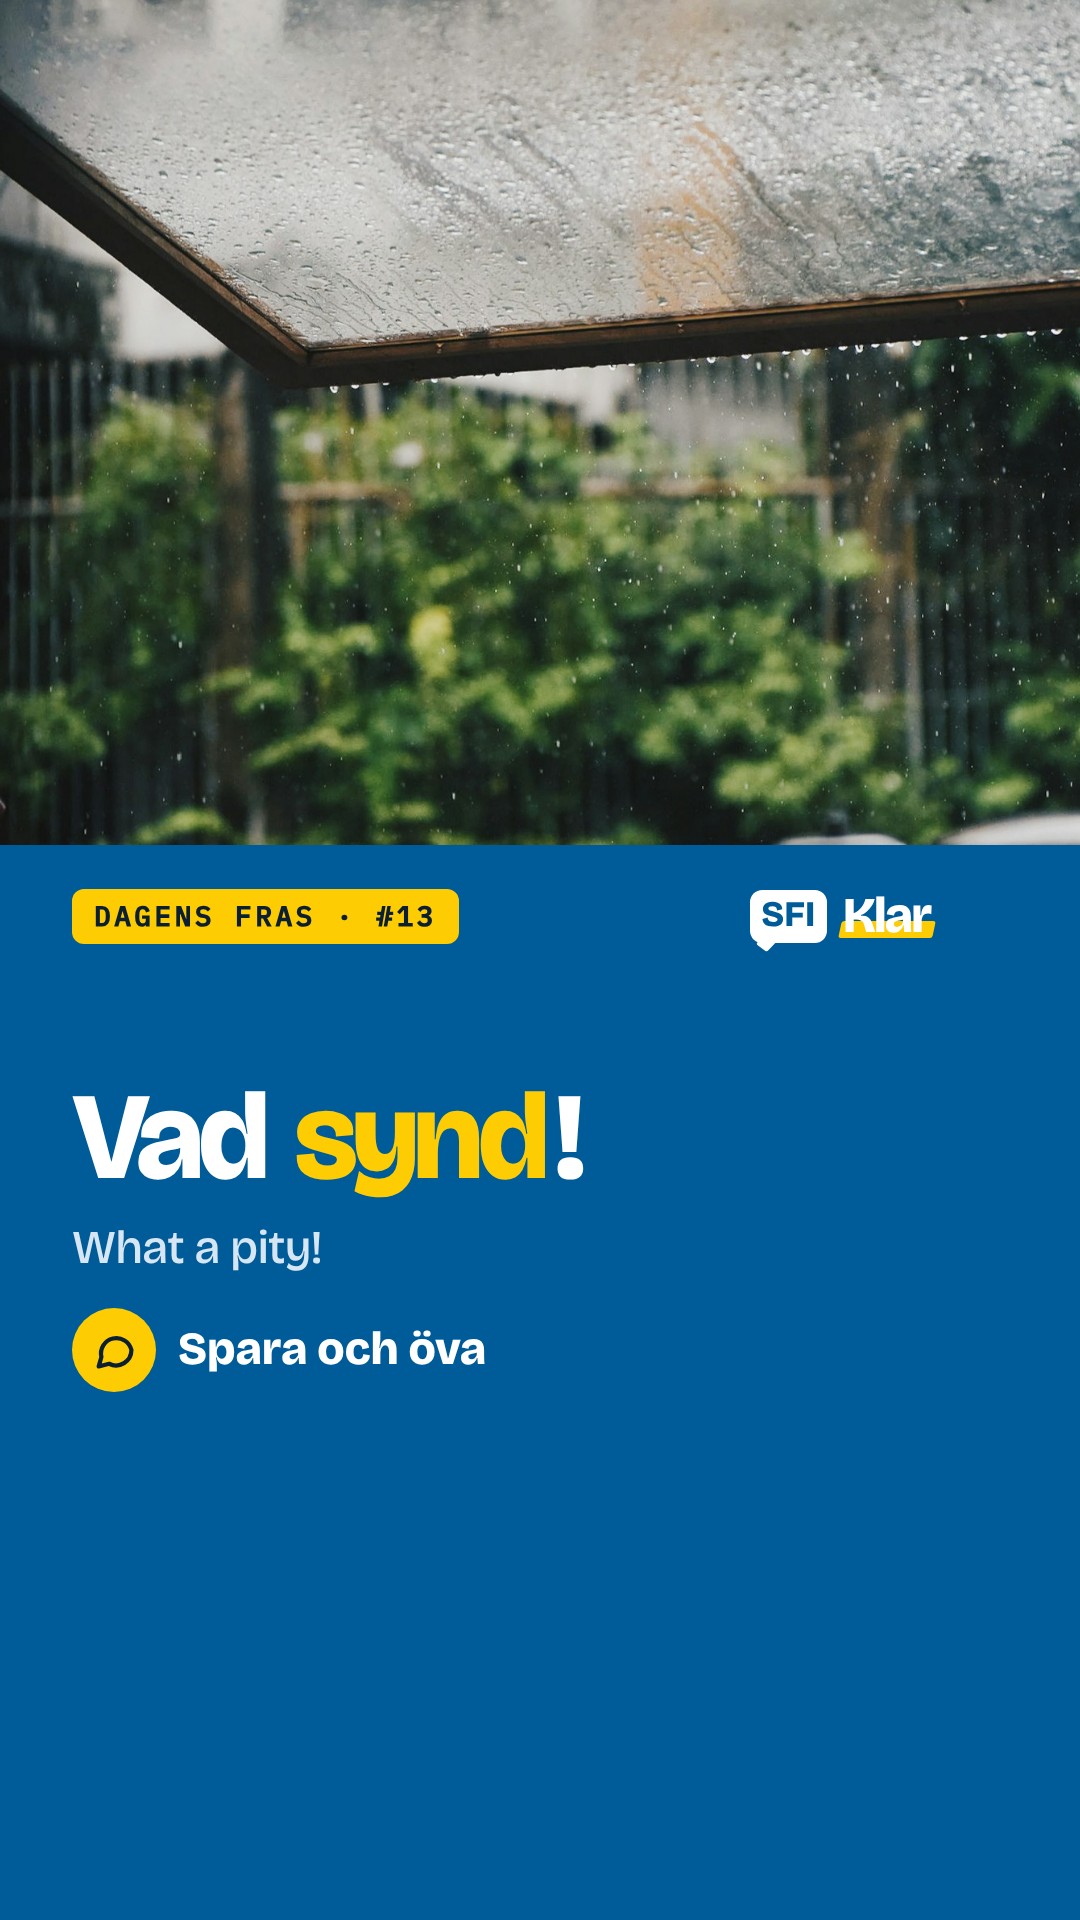 DAGENS FRAS · #13
SFI Klar
Vad synd!
What a pity!
Spara och öva